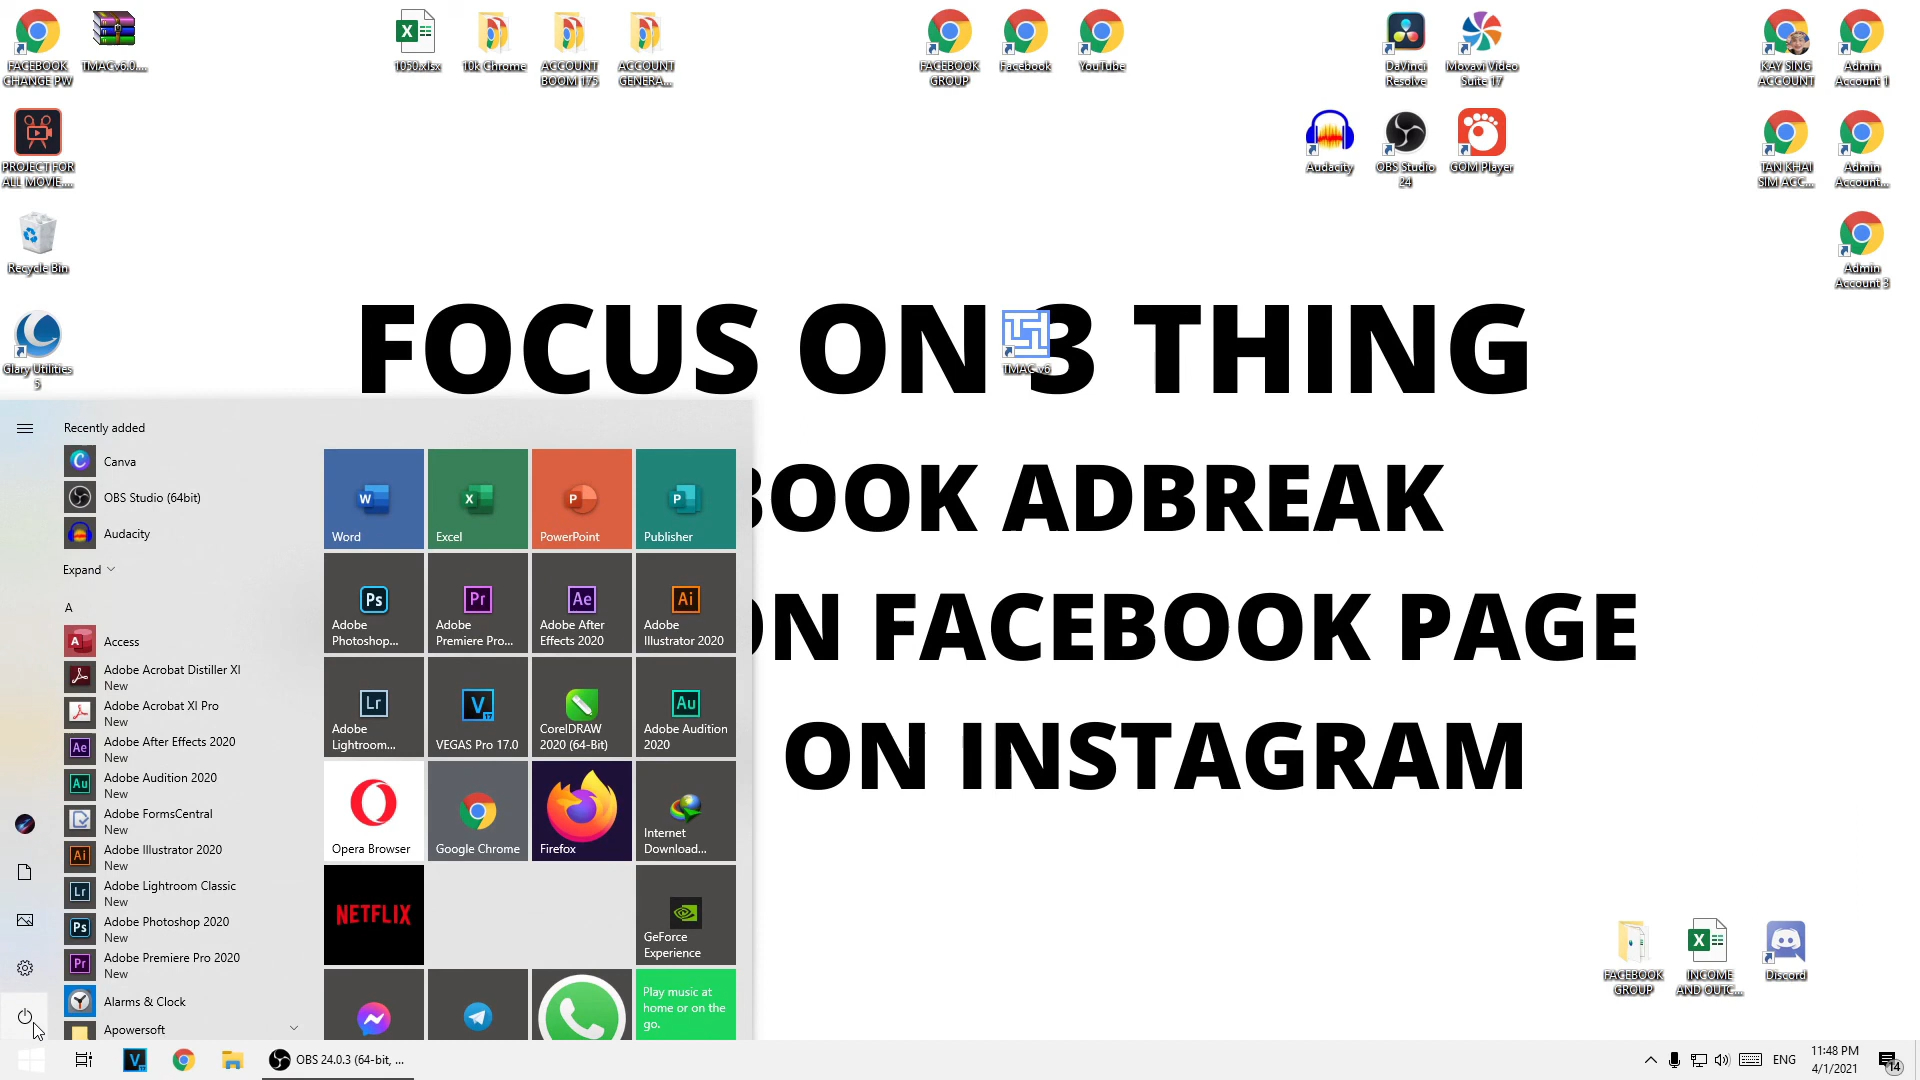 FACEBOOK
CHANGE PW
TMACv6.0....
1050.xlsx
10k Chrome
ACCOUNT
BOOM 175
ACCOUNT
GENERA...
FACEBOOK
GROUP
Facebook
YouTube
DaVinci
Resolve
Movavi Video
Suite 17
KAY SING
ACCOUNT
Admin
Account 1
PROJECT FOR
ALL MOVIE....
Audacity
OBS Studio
24
GOM Player
TAN KHAI
SIM ACC...
Admin
Account...
Recycle Bin
Admin
Account 3
Glary Utilities
5
FOCUS ON 3 THING
TMAC v6
BOOK ADBREAK
ON FACEBOOK PAGE
ON INSTAGRAM
Recently added
Canva
OBS Studio (64bit)
Audacity
Expand
A
Access
Adobe Acrobat Distiller XI
New
Adobe Acrobat XI Pro
New
Adobe After Effects 2020
New
Adobe Audition 2020
New
Adobe FormsCentral
New
Adobe Illustrator 2020
New
Adobe Lightroom Classic
New
Adobe Photoshop 2020
New
Adobe Premiere Pro 2020
New
Alarms & Clock
Apowersoft
Word
Excel
PowerPoint
Publisher
Adobe
Photoshop...
Adobe
Premiere Pro...
Adobe After
Effects 2020
Adobe
Illustrator 2020
Adobe
Lightroom...
VEGAS Pro 17.0
CorelDRAW
2020 (64-Bit)
Adobe Audition
2020
Opera Browser
Google Chrome
Firefox
Internet
Download...
NETFLIX
GeForce
Experience
Play music at
home or on the
go.
FACEBOOK
GROUP
INCOME
AND OUTC...
Discord
OBS 24.0.3 (64-bit, ...
ENG
11:48 PM
4/1/2021
14